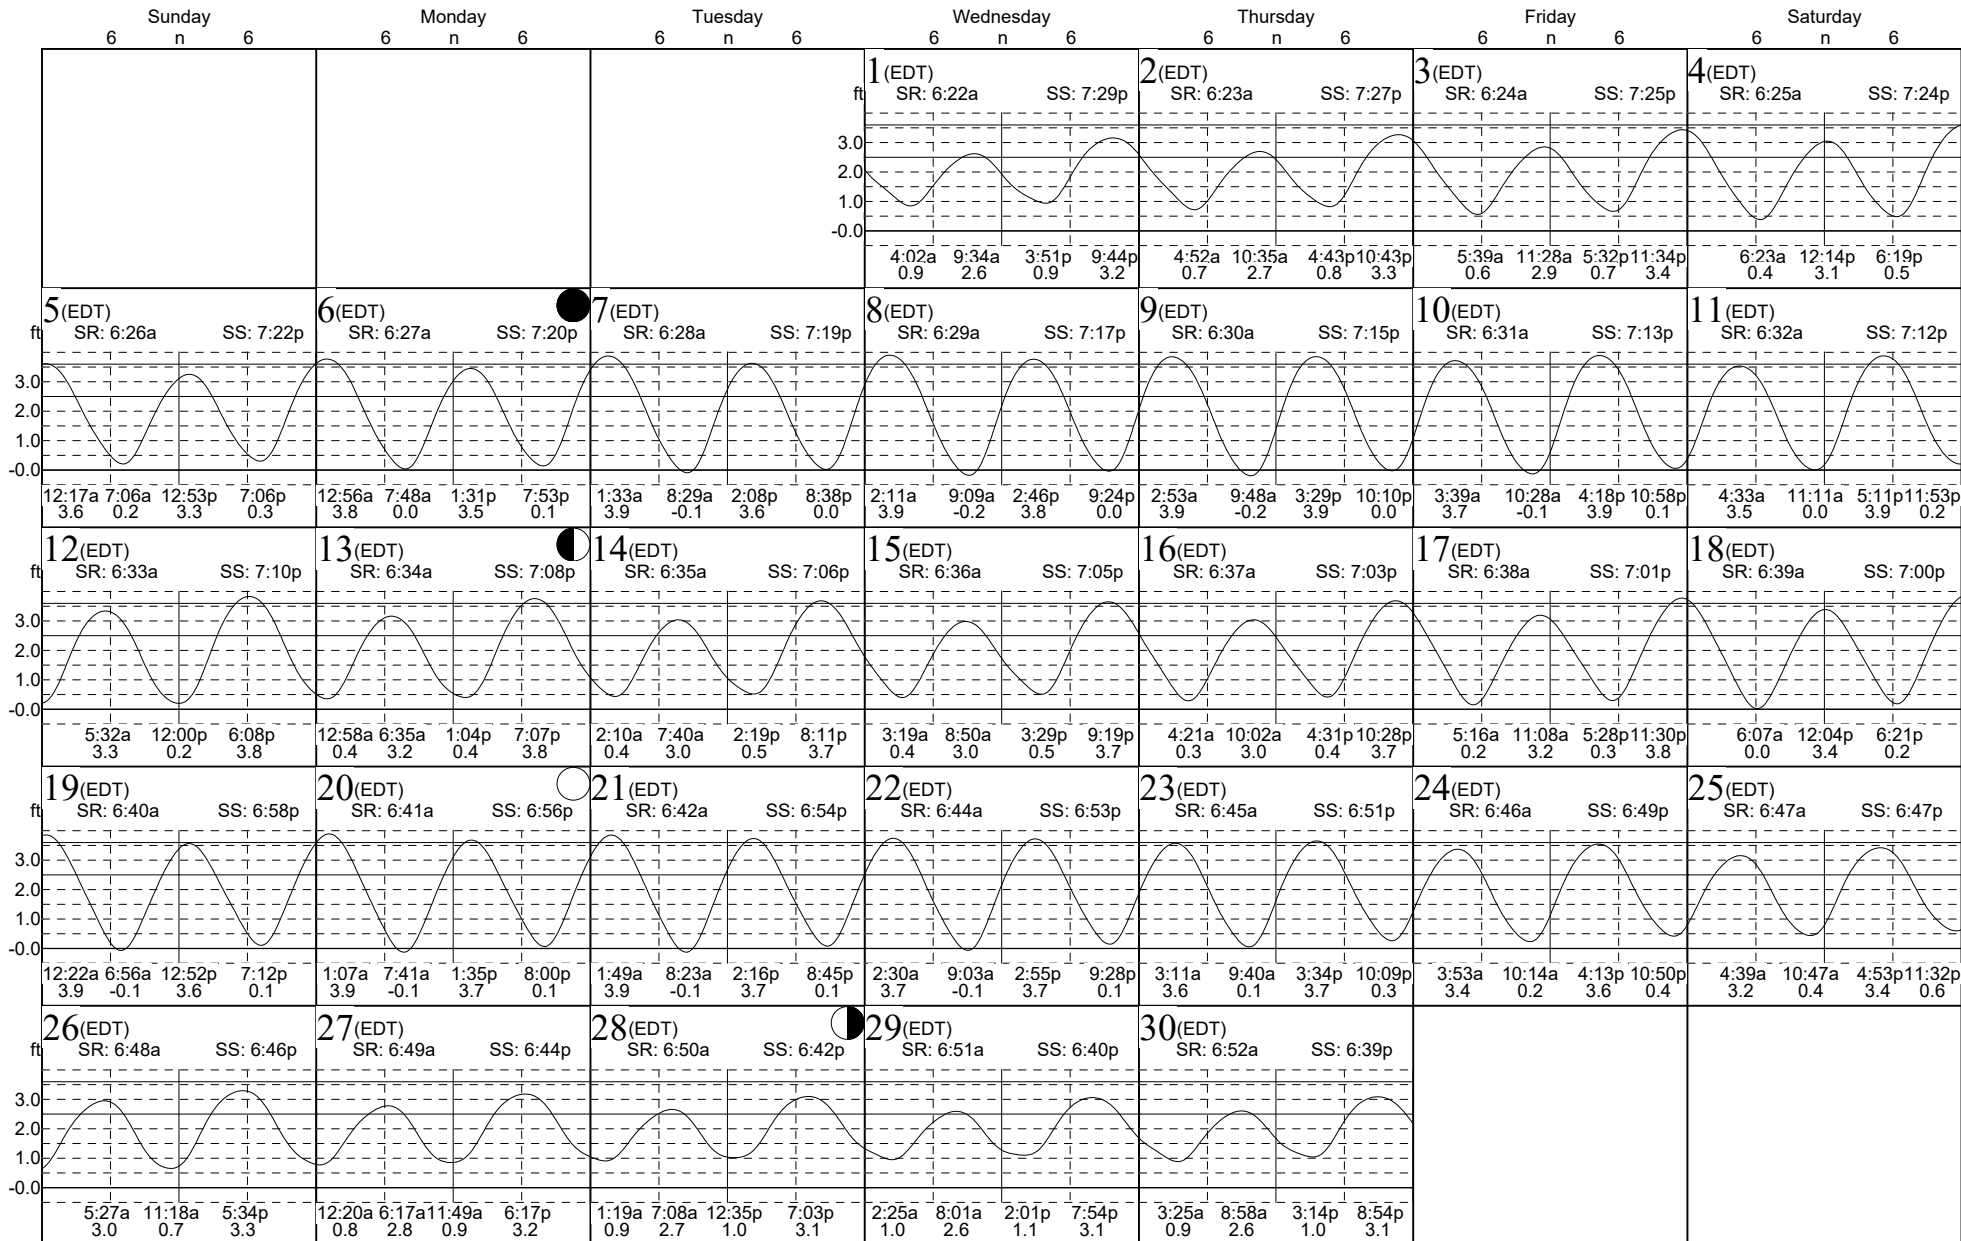 Sunday Monday Tuesday Wednesday Thursday Friday Saturday
6 n 6 6 n 6 6 n 6 6 n 6 6 n 6 6 n 6 6 n 6
1(EDT) 2(EDT) 3(EDT) 4(EDT)
ft SR: 6:22a SS: 7:29p SR: 6:23a SS: 7:27p SR: 6:24a SS: 7:25p SR: 6:25a SS: 7:24p
3.0
2.0
1.0
-0.0
4:02a 9:34a 3:51p 9:44p 4:52a 10:35a 4:43p 10:43p 5:39a 11:28a 5:32p 11:34p 6:23a 12:14p 6:19p
0.9 2.6 0.9 3.2 0.7 2.7 0.8 3.3 0.6 2.9 0.7 3.4 0.4 3.1 0.5
5(EDT) 6(EDT) 7(EDT) 8(EDT) 9(EDT) 10(EDT) 11(EDT)
ft SR: 6:26a SS: 7:22p SR: 6:27a SS: 7:20p SR: 6:28a SS: 7:19p SR: 6:29a SS: 7:17p SR: 6:30a SS: 7:15p SR: 6:31a SS: 7:13p SR: 6:32a SS: 7:12p
3.0
2.0
1.0
-0.0
12:17a 7:06a 12:53p 7:06p 12:56a 7:48a 1:31p 7:53p 1:33a 8:29a 2:08p 8:38p 2:11a 9:09a 2:46p 9:24p 2:53a 9:48a 3:29p 10:10p 3:39a 10:28a 4:18p 10:58p 4:33a 11:11a 5:11p 11:53p
3.6 0.2 3.3 0.3 3.8 0.0 3.5 0.1 3.9 -0.1 3.6 0.0 3.9 -0.2 3.8 0.0 3.9 -0.2 3.9 0.0 3.7 -0.1 3.9 0.1 3.5 0.0 3.9 0.2
12(EDT) 13(EDT) 14(EDT) 15(EDT) 16(EDT) 17(EDT) 18(EDT)
ft SR: 6:33a SS: 7:10p SR: 6:34a SS: 7:08p SR: 6:35a SS: 7:06p SR: 6:36a SS: 7:05p SR: 6:37a SS: 7:03p SR: 6:38a SS: 7:01p SR: 6:39a SS: 7:00p
3.0
2.0
1.0
-0.0
5:32a 12:00p 6:08p 12:58a 6:35a 1:04p 7:07p 2:10a 7:40a 2:19p 8:11p 3:19a 8:50a 3:29p 9:19p 4:21a 10:02a 4:31p 10:28p 5:16a 11:08a 5:28p 11:30p 6:07a 12:04p 6:21p
3.3 0.2 3.8 0.4 3.2 0.4 3.8 0.4 3.0 0.5 3.7 0.4 3.0 0.5 3.7 0.3 3.0 0.4 3.7 0.2 3.2 0.3 3.8 0.0 3.4 0.2
19(EDT) 20(EDT) 21(EDT) 22(EDT) 23(EDT) 24(EDT) 25(EDT)
ft SR: 6:40a SS: 6:58p SR: 6:41a SS: 6:56p SR: 6:42a SS: 6:54p SR: 6:44a SS: 6:53p SR: 6:45a SS: 6:51p SR: 6:46a SS: 6:49p SR: 6:47a SS: 6:47p
3.0
2.0
1.0
-0.0
12:22a 6:56a 12:52p 7:12p 1:07a 7:41a 1:35p 8:00p 1:49a 8:23a 2:16p 8:45p 2:30a 9:03a 2:55p 9:28p 3:11a 9:40a 3:34p 10:09p 3:53a 10:14a 4:13p 10:50p 4:39a 10:47a 4:53p 11:32p
3.9 -0.1 3.6 0.1 3.9 -0.1 3.7 0.1 3.9 -0.1 3.7 0.1 3.7 -0.1 3.7 0.1 3.6 0.1 3.7 0.3 3.4 0.2 3.6 0.4 3.2 0.4 3.4 0.6
26(EDT) 27(EDT) 28(EDT) 29(EDT) 30(EDT)
ft SR: 6:48a SS: 6:46p SR: 6:49a SS: 6:44p SR: 6:50a SS: 6:42p SR: 6:51a SS: 6:40p SR: 6:52a SS: 6:39p
3.0
2.0
1.0
-0.0
5:27a 11:18a 5:34p 12:20a 6:17a 11:49a 6:17p 1:19a 7:08a 12:35p 7:03p 2:25a 8:01a 2:01p 7:54p 3:25a 8:58a 3:14p 8:54p
3.0 0.7 3.3 0.8 2.8 0.9 3.2 0.9 2.7 1.0 3.1 1.0 2.6 1.1 3.1 0.9 2.6 1.0 3.1